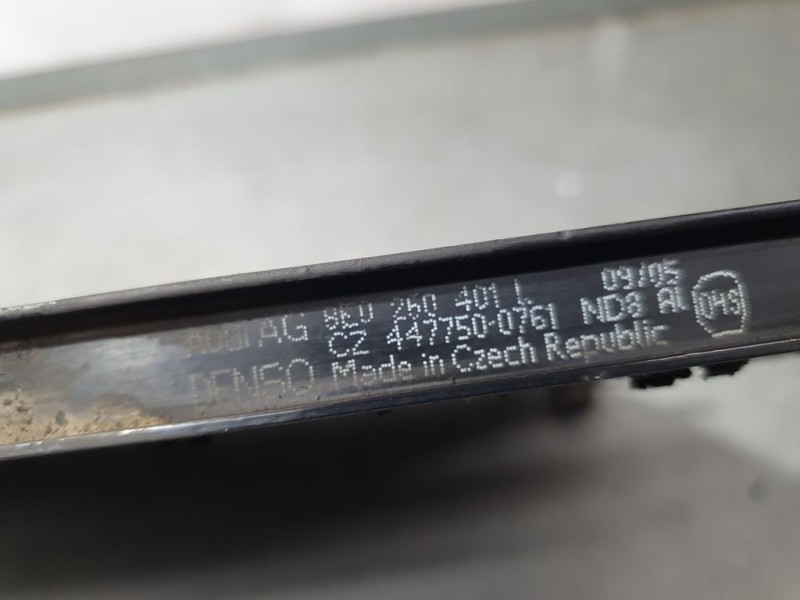 Audi AG 8E0 260 401 L 09/05
CZ 447750-0761 ND8 AL
DENSO Made in Czech Republic